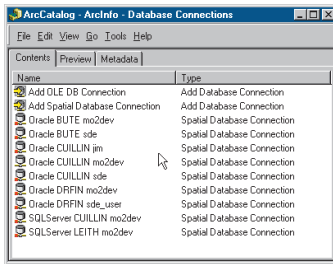 ArcCatalog - ArcInfo - Database Connections
File Edit View Go Tools Help
Contents Preview Metadata
Name Type
Add OLE DB Connection Add Database Connection
Add Spatial Database Connection Add Database Connection
Oracle BUTE mo2dev Spatial Database Connection
Oracle BUTE sde Spatial Database Connection
Oracle CUILLIN jim Spatial Database Connection
Oracle CUILLIN mo2dev Spatial Database Connection
Oracle CUILLIN sde Spatial Database Connection
Oracle DRFIN mo2dev Spatial Database Connection
Oracle DRFIN sde_user Spatial Database Connection
SQLServer CUILLIN mo2dev Spatial Database Connection
SQLServer LEITH mo2dev Spatial Database Connection